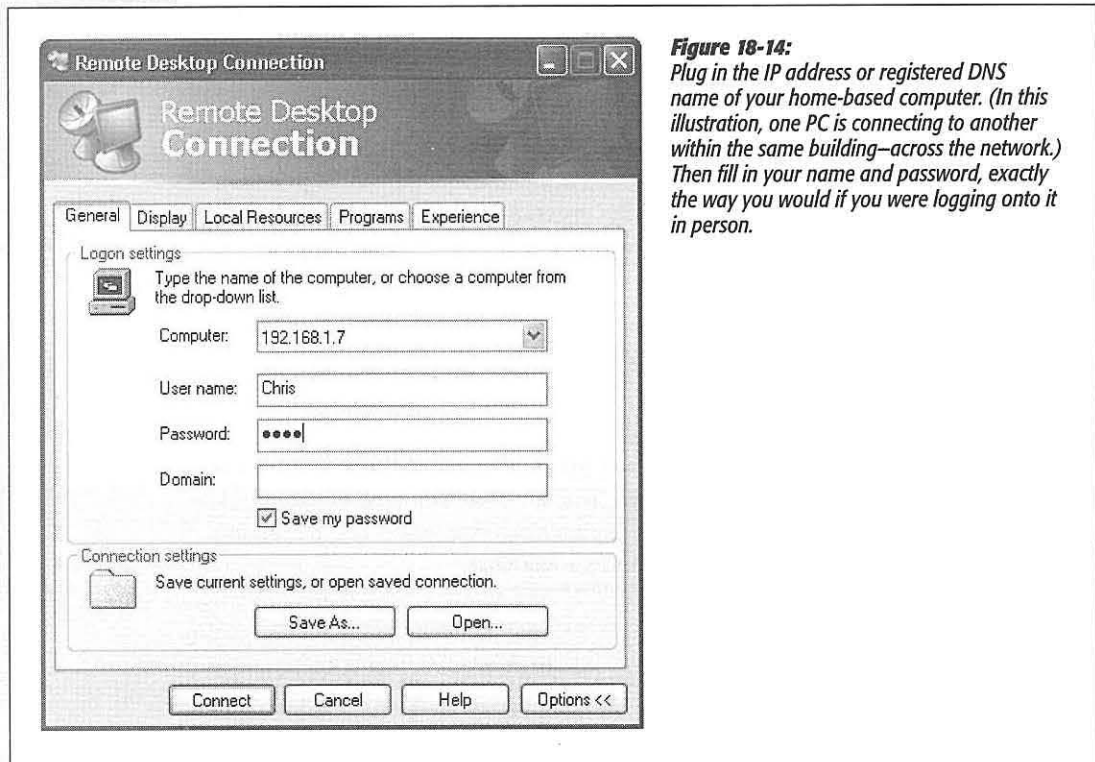 Remote Desktop Connection
Remote Desktop
Connection
General Display Local Resources Programs Experience
Logon settings
Type the name of the computer, or choose a computer from
the drop-down list.
Computer: 192.168.1.7
User name: Chris
Password: ●●●●
Domain:
Save my password
Connection settings
Save current settings, or open saved connection.
Save As... Open...
Connect Cancel Help Options <<
Figure 18-14:
Plug in the IP address or registered DNS
name of your home-based computer. (In this
illustration, one PC is connecting to another
within the same building—across the network.)
Then fill in your name and password, exactly
the way you would if you were logging onto it
in person.